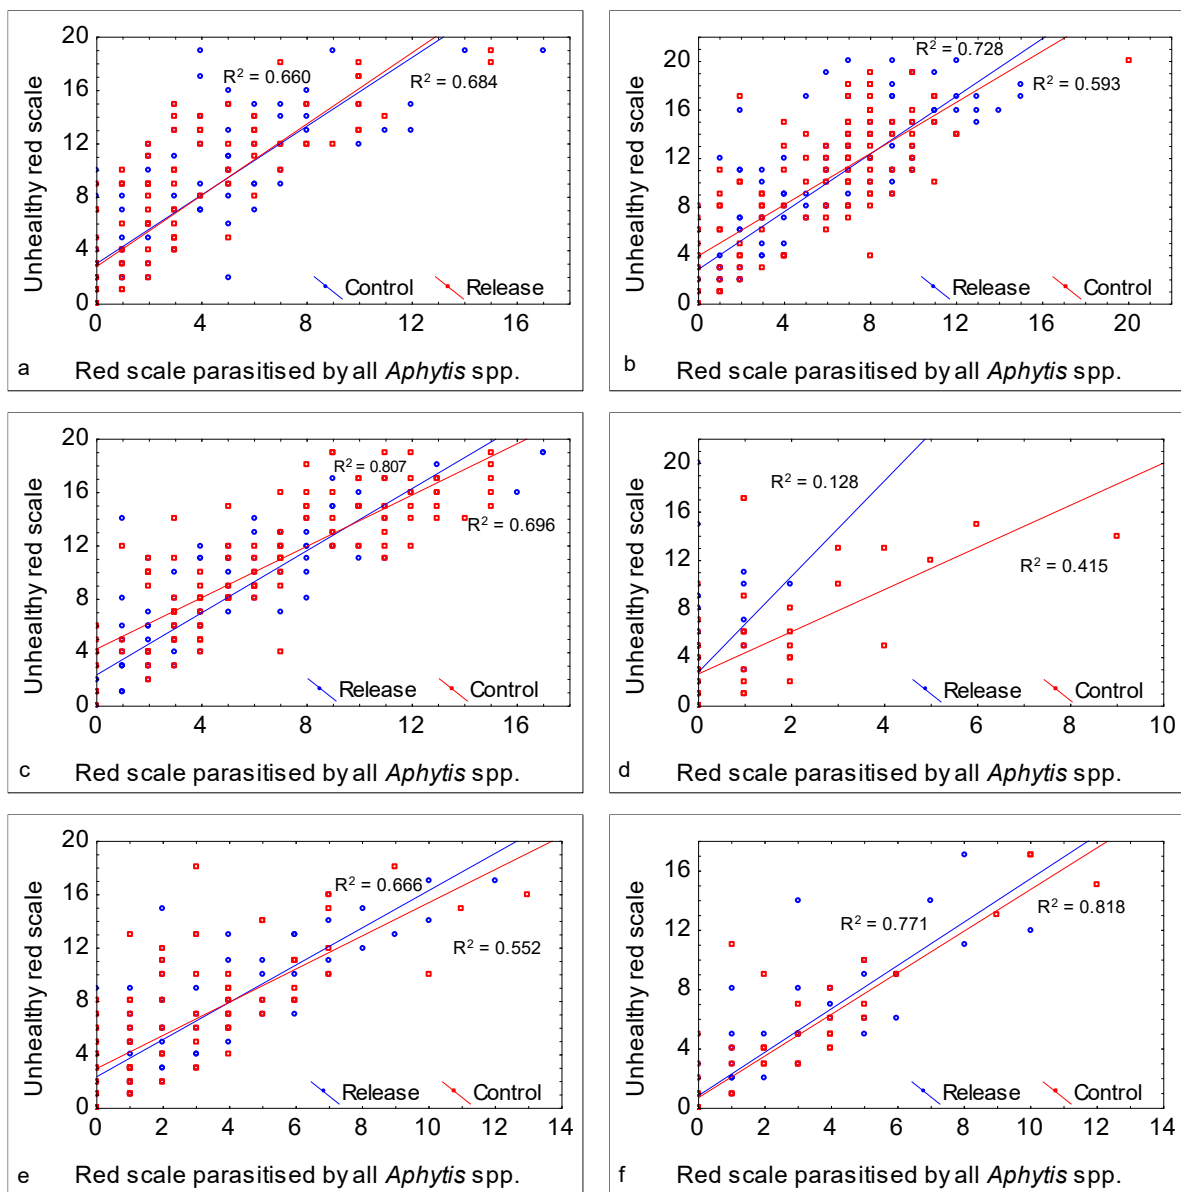 20
16
12
8
4
0
Unhealthy red scale
R² = 0.660
R² = 0.684
Control Release
0 4 8 12 16
a Red scale parasitised by all Aphytis spp.
20
16
12
8
4
0
Unhealthy red scale
R² = 0.728
R² = 0.593
Release Control
0 4 8 12 16 20
b Red scale parasitised by all Aphytis spp.
20
16
12
8
4
0
Unhealthy red scale
R² = 0.807
R² = 0.696
Release Control
0 4 8 12 16
c Red scale parasitised by all Aphytis spp.
20
16
12
8
4
0
Unhealthy red scale
R² = 0.128
R² = 0.415
Release Control
0 2 4 6 8 10
d Red scale parasitised by all Aphytis spp.
20
16
12
8
4
0
Unhealthy red scale
R² = 0.666
R² = 0.552
Release Control
0 2 4 6 8 10 12 14
e Red scale parasitised by all Aphytis spp.
16
12
8
4
0
Unhealthy red scale
R² = 0.771
R² = 0.818
Release Control
0 2 4 6 8 10 12 14
f Red scale parasitised by all Aphytis spp.